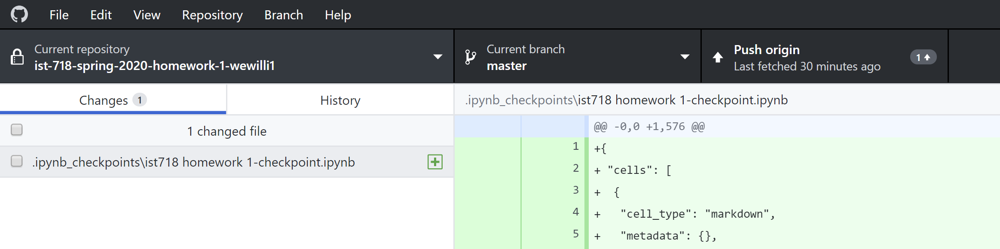 File Edit View Repository Branch Help
Current repository
ist-718-spring-2020-homework-1-wewilli1
Current branch
master
Push origin
Last fetched 30 minutes ago
1
Changes 1
History
1 changed file
.ipynb_checkpoints\ist718 homework 1-checkpoint.ipynb
.ipynb_checkpoints\ist718 homework 1-checkpoint.ipynb
@@ -0,0 +1,576 @@
1 +{
2 + "cells": [
3 +  {
4 +   "cell_type": "markdown",
5 +   "metadata": {},